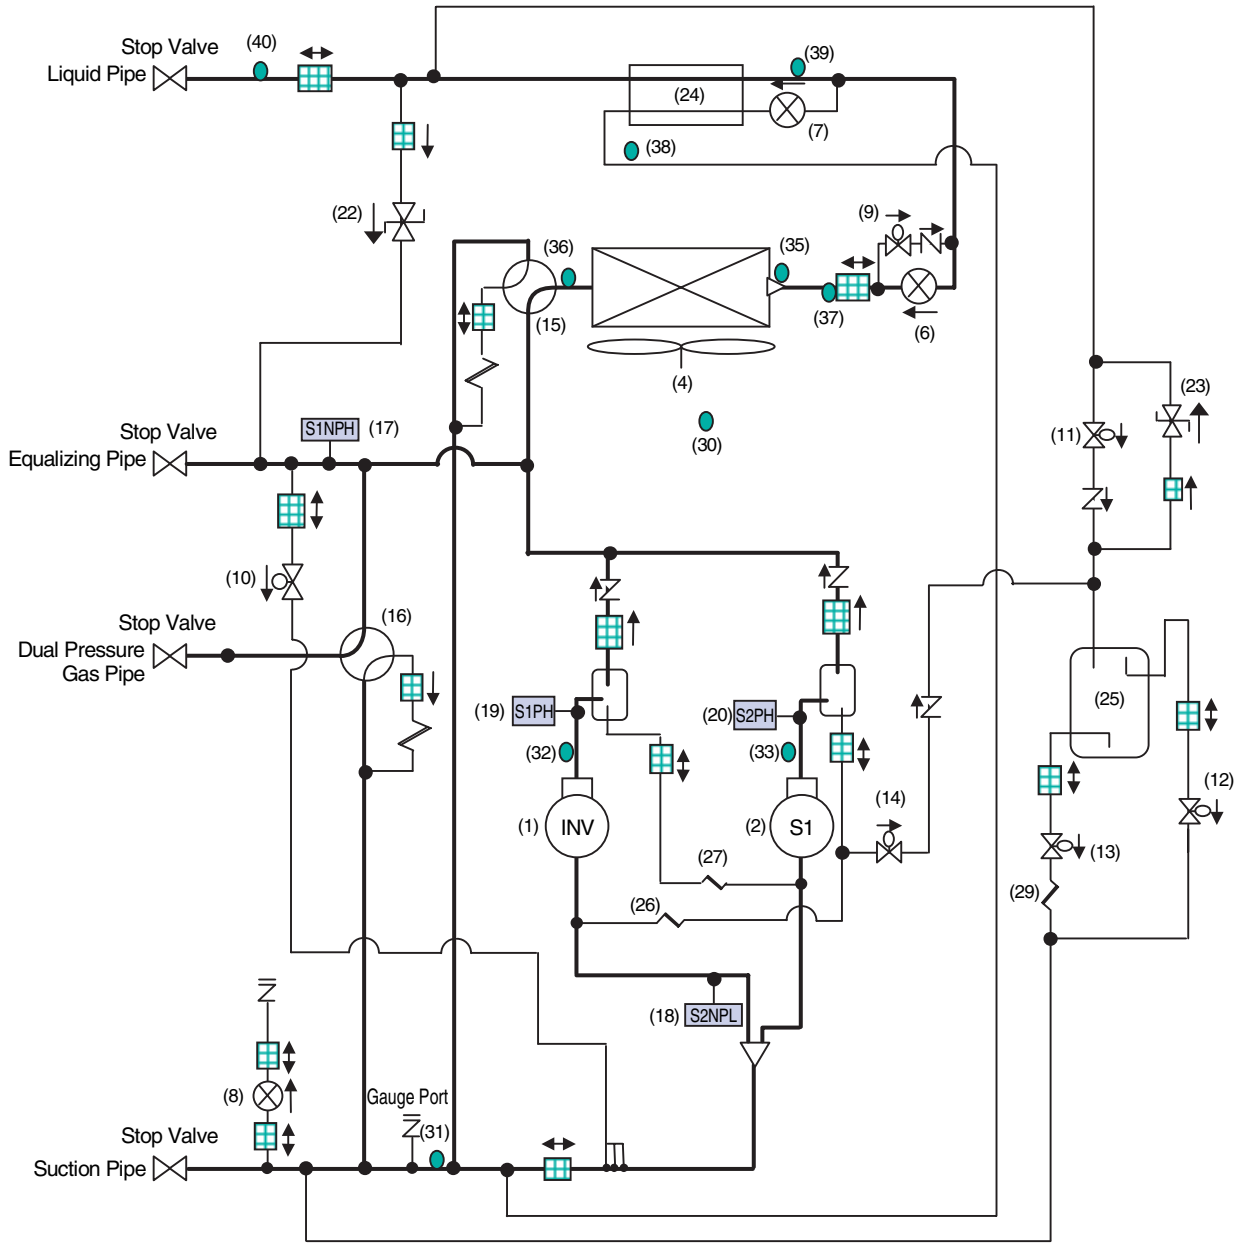 Stop Valve
Liquid Pipe
(40)
(39)
(24)
(7)
(38)
(22)
(9)
(36)
(35)
(15)
(37)
(6)
(4)
(30)
(23)
(11)
Stop Valve
Equalizing Pipe
S1NPH
(17)
(10)
(16)
Stop Valve
Dual Pressure
Gas Pipe
(19)
S1PH
(20)
S2PH
(25)
(32)
(33)
(12)
(14)
(1)
INV
(2)
S1
(13)
(27)
(26)
(29)
(18)
S2NPL
(8)
Gauge Port
(31)
Stop Valve
Suction Pipe